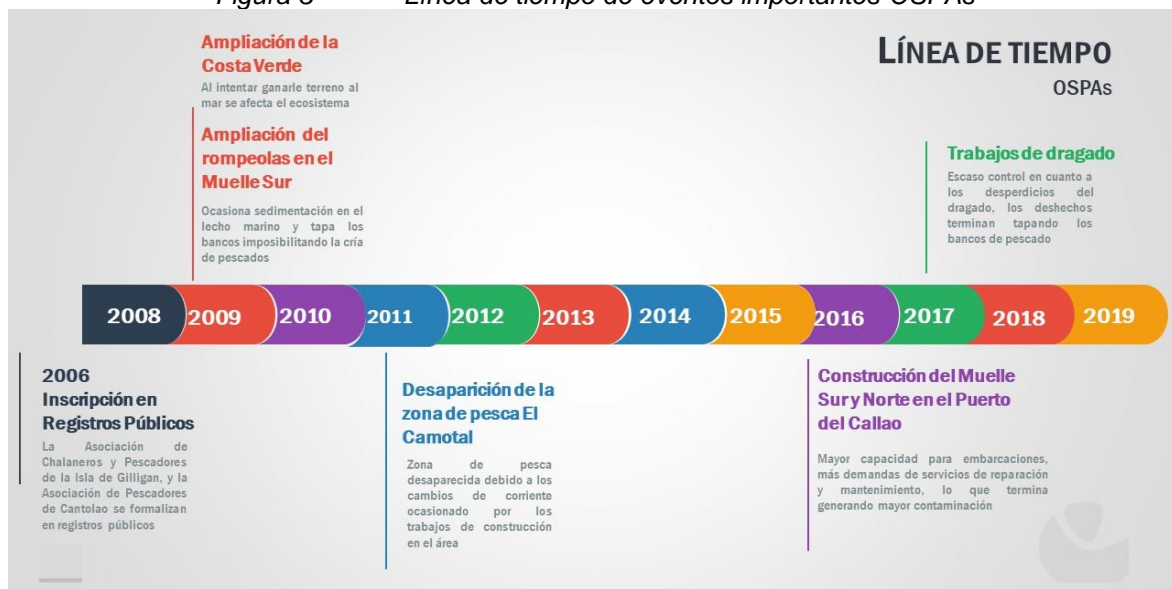 Figura 8 Línea de tiempo de eventos importantes OSPAs
LÍNEA DE TIEMPO
OSPAs
Ampliación de la
Costa Verde
Al intentar ganarle terreno al
mar se afecta el ecosistema
Ampliación del
rompeolas en el
Muelle Sur
Ocasiona sedimentación en el
lecho marino y tapa los
bancos imposibilitando la cría
de pescados
Trabajos de dragado
Escaso control en cuanto a
los desperdicios del
dragado, los deshechos
terminan tapando los
bancos de pescado
2008 2009 2010 2011 2012 2013 2014 2015 2016 2017 2018 2019
2006
Inscripción en
Registros Públicos
La Asociación de
Chalaneros y Pescadores
de la Isla de Gilligan, y la
Asociación de Pescadores
de Cantolao se formalizan
en registros públicos
Desaparición de la
zona de pesca El
Camotal
Zona de pesca
desaparecida debido a los
cambios de corriente
ocasionado por los
trabajos de construcción
en el área
Construcción del Muelle
Sur y Norte en el Puerto
del Callao
Mayor capacidad para embarcaciones,
más demandas de servicios de reparación
y mantenimiento, lo que termina
generando mayor contaminación